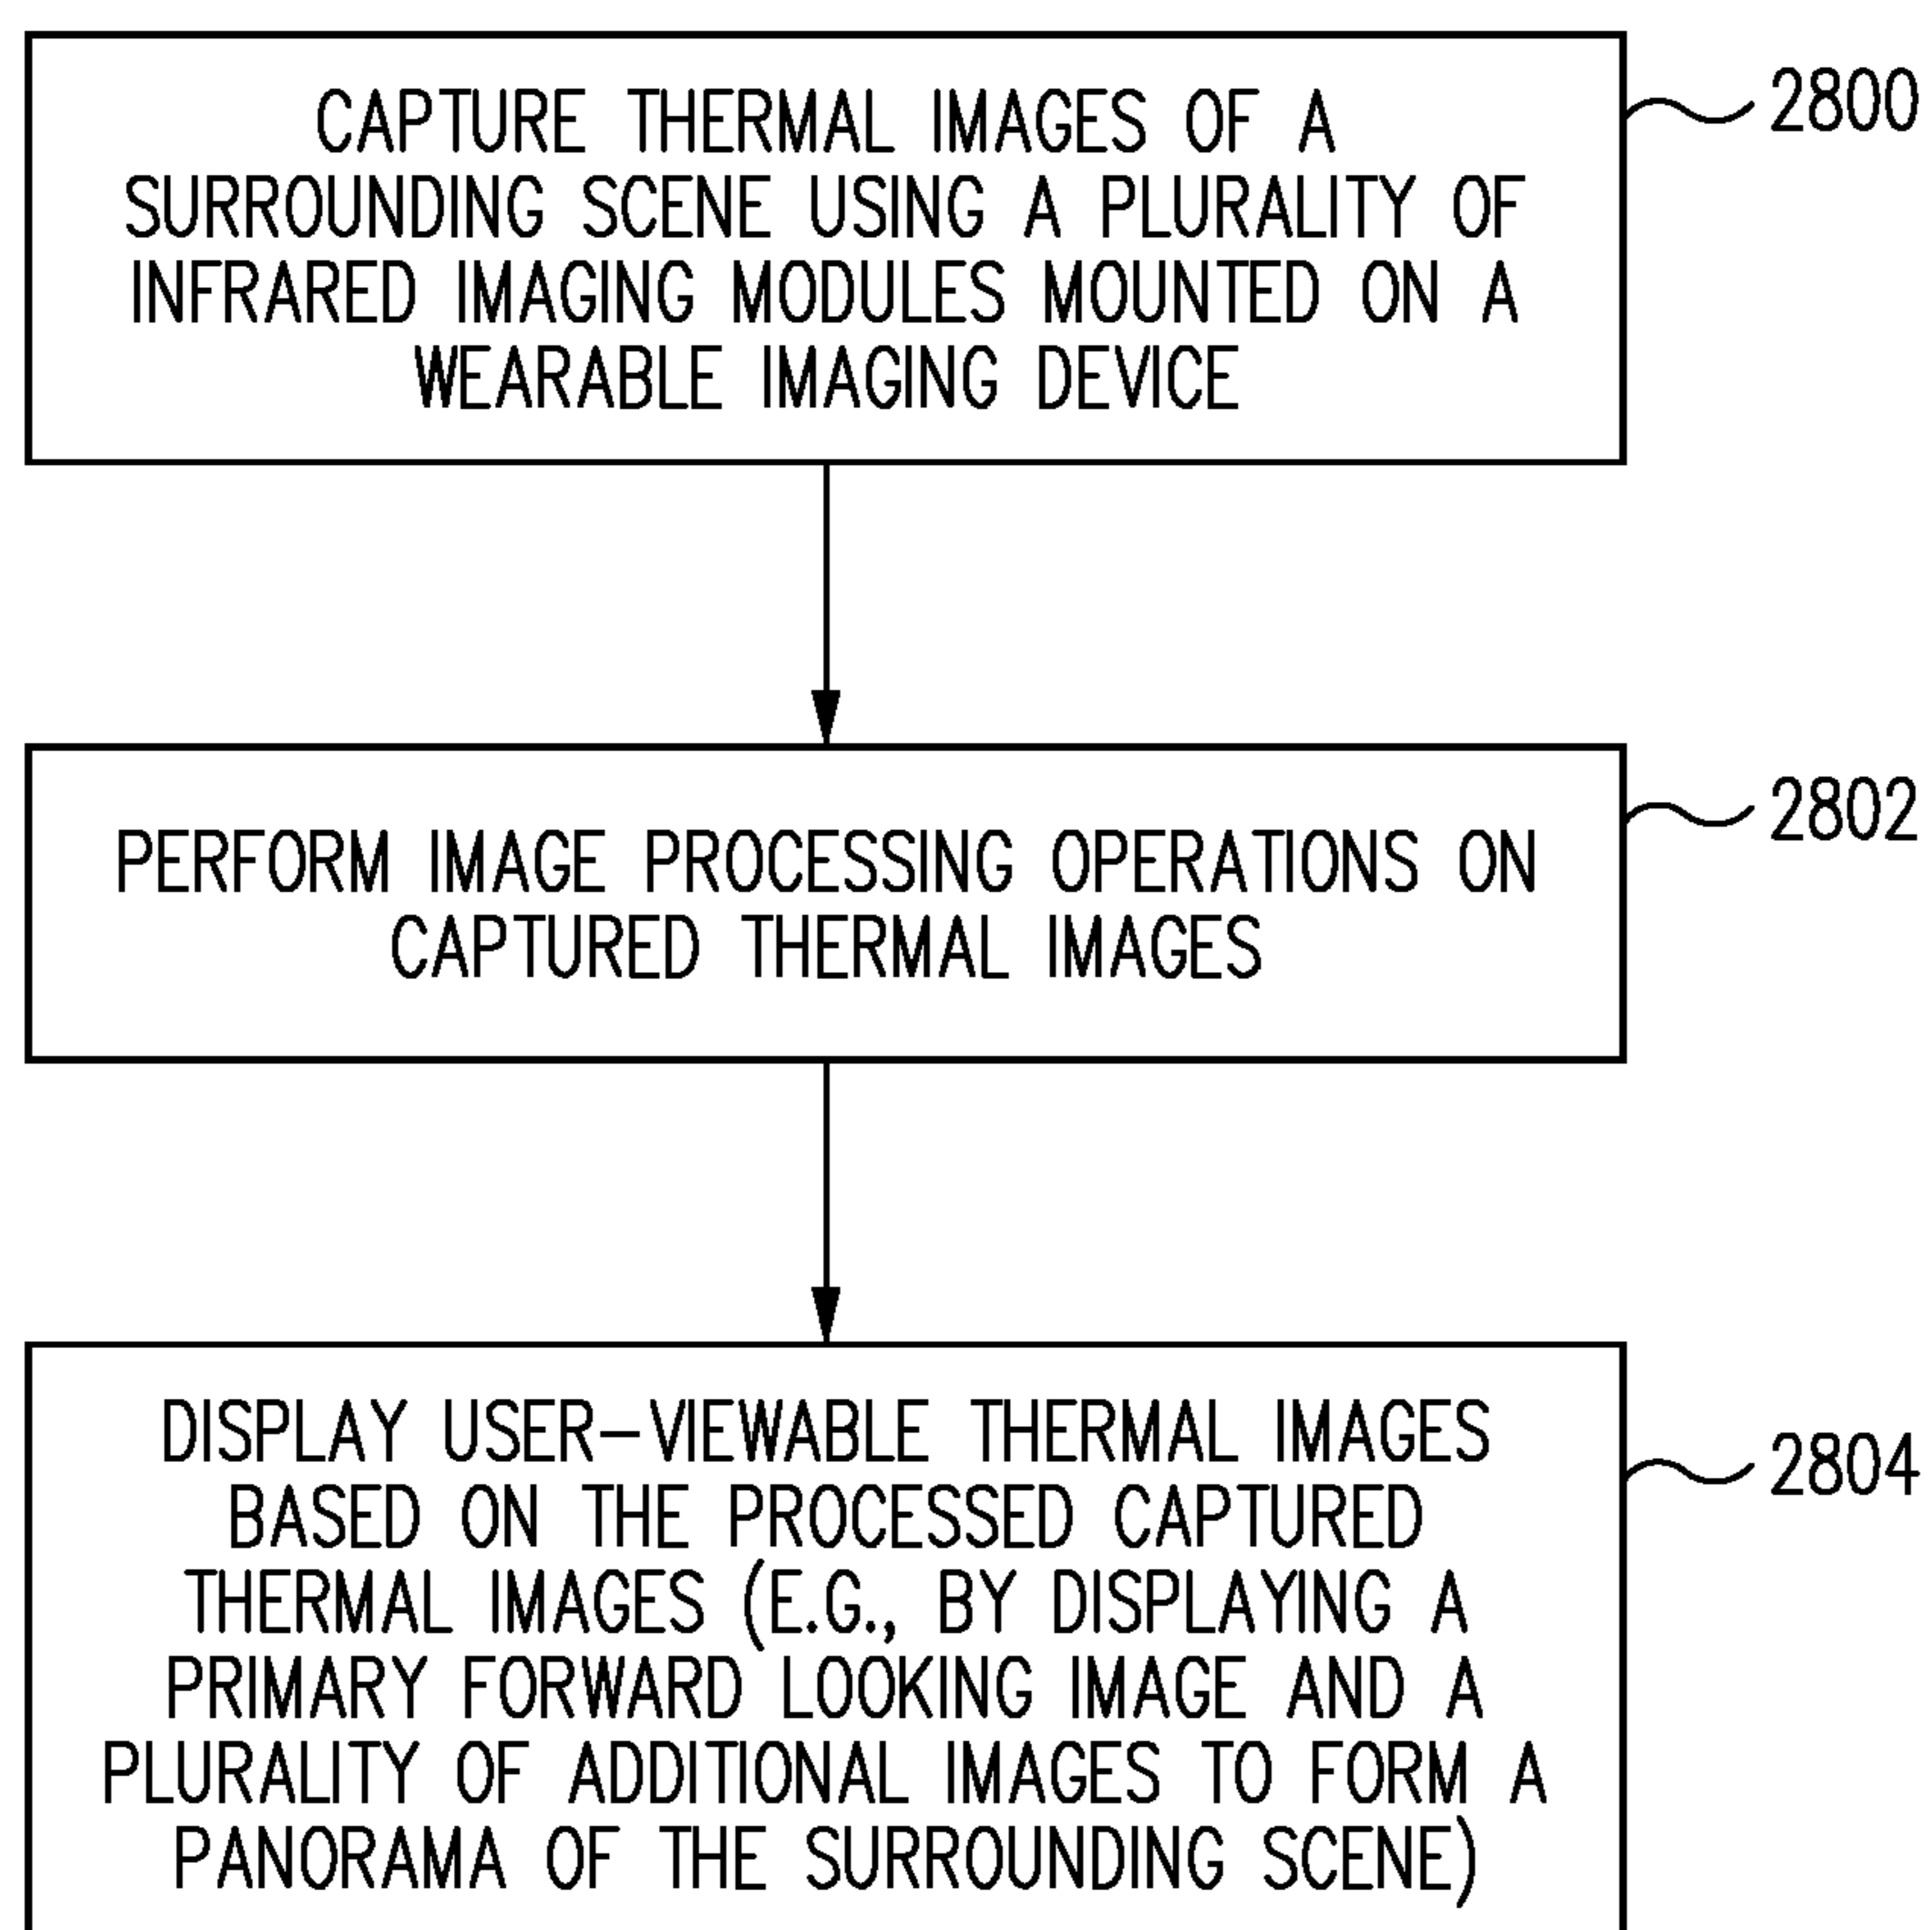 CAPTURE THERMAL IMAGES OF A
SURROUNDING SCENE USING A PLURALITY OF
INFRARED IMAGING MODULES MOUNTED ON A
WEARABLE IMAGING DEVICE
2800
PERFORM IMAGE PROCESSING OPERATIONS ON
CAPTURED THERMAL IMAGES
2802
DISPLAY USER-VIEWABLE THERMAL IMAGES
BASED ON THE PROCESSED CAPTURED
THERMAL IMAGES (E.G., BY DISPLAYING A
PRIMARY FORWARD LOOKING IMAGE AND A
PLURALITY OF ADDITIONAL IMAGES TO FORM A
PANORAMA OF THE SURROUNDING SCENE)
2804